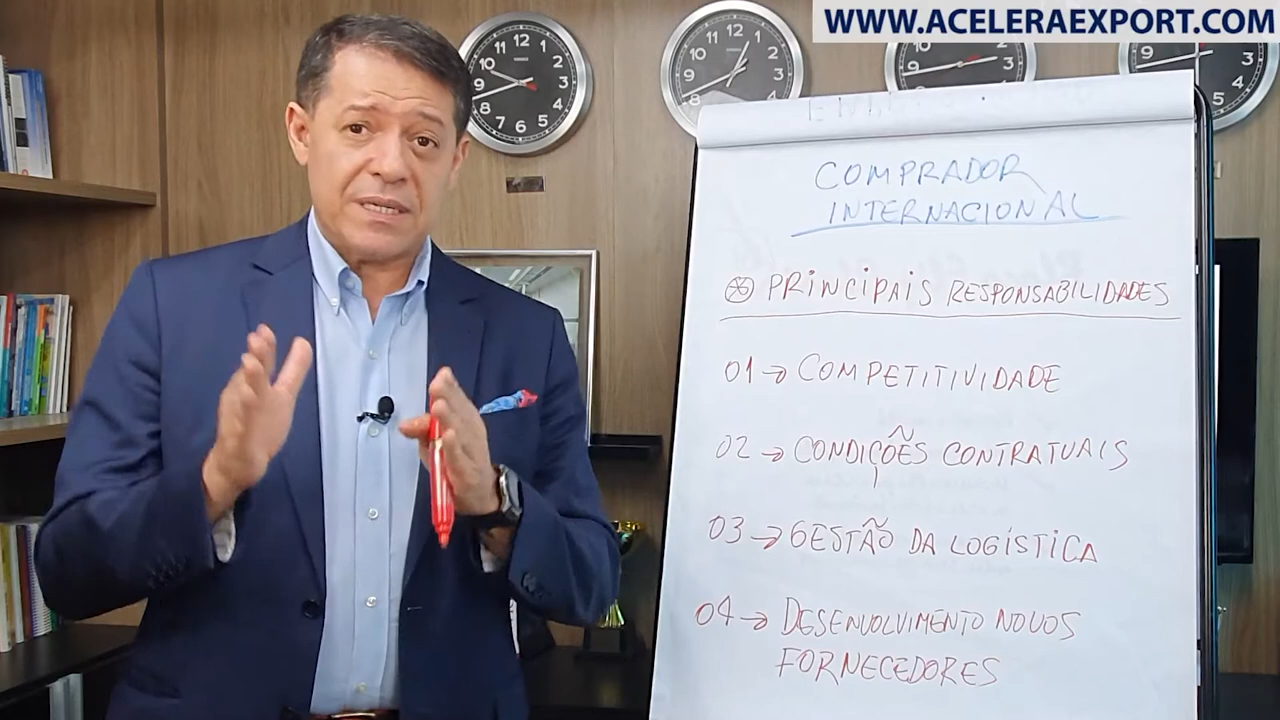 WWW.ACELERAEXPORT.COM
COMPRADOR
INTERNACIONAL
PRINCIPAIS RESPONSABILIDADES
01 → COMPETITIVIDADE
02 → CONDIÇÕES CONTRATUAIS
03 → GESTÃO DA LOGÍSTICA
04 → DESENVOLVIMENTO NOVOS
FORNECEDORES